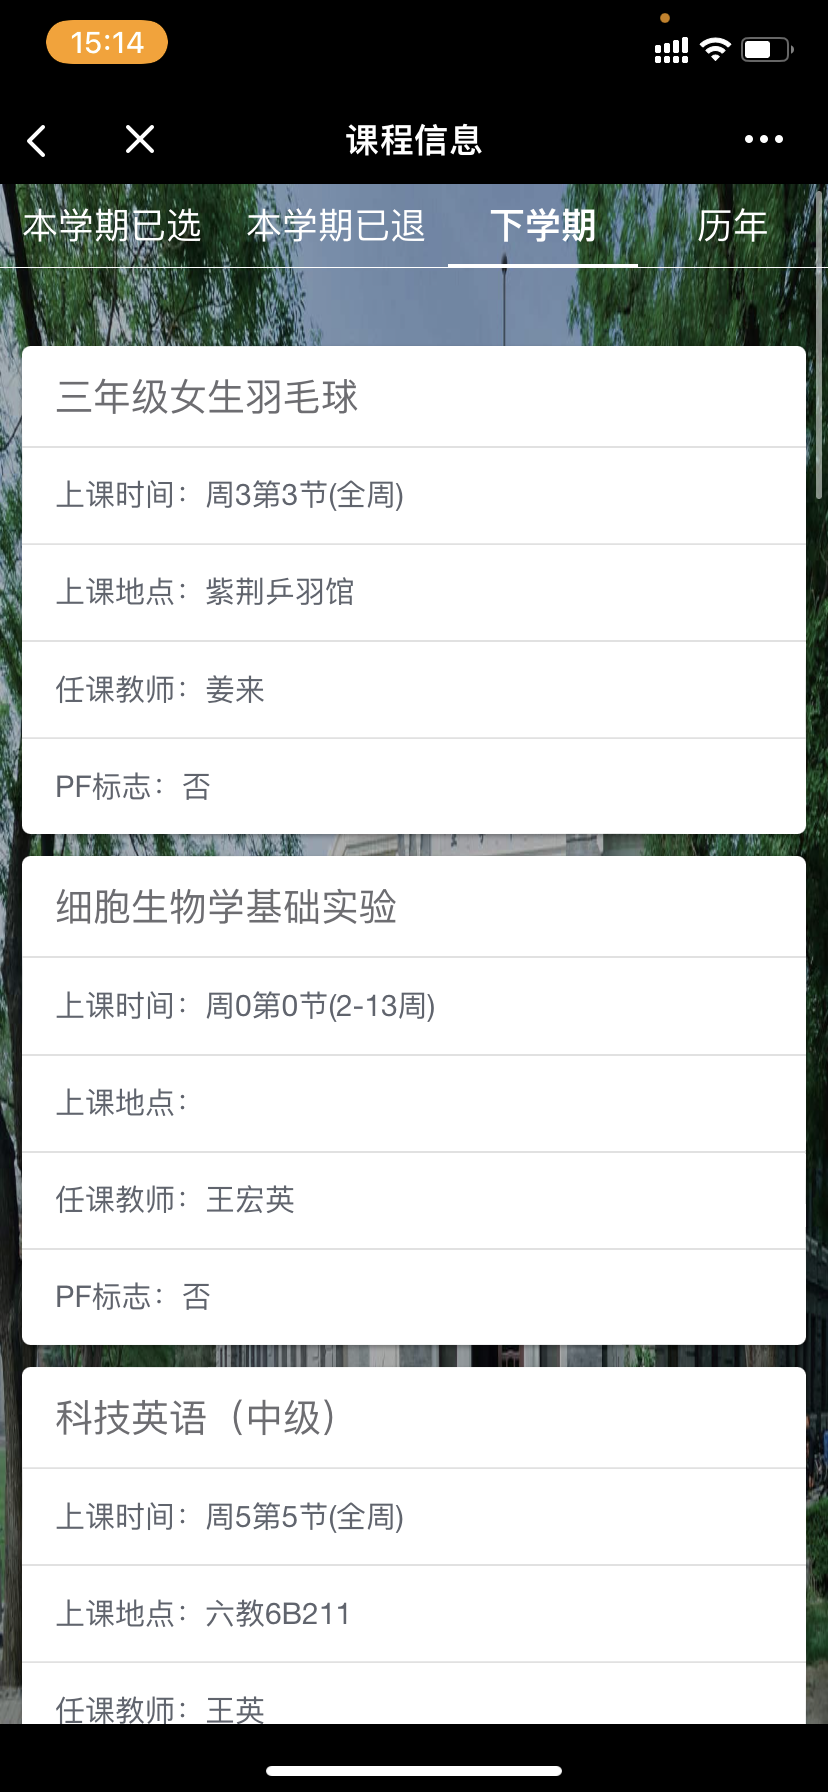 15:14
课程信息
本学期已选 本学期已退 下学期 历年
三年级女生羽毛球
上课时间：周3第3节(全周)
上课地点：紫荆乒羽馆
任课教师：姜来
PF标志：否
细胞生物学基础实验
上课时间：周0第0节(2-13周)
上课地点：
任课教师：王宏英
PF标志：否
科技英语（中级）
上课时间：周5第5节(全周)
上课地点：六教6B211
任课教师：王英